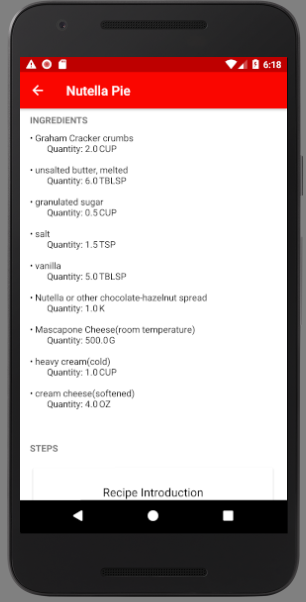 6:18
Nutella Pie
INGREDIENTS
• Graham Cracker crumbs
Quantity: 2.0 CUP
• unsalted butter, melted
Quantity: 6.0 TBLSP
• granulated sugar
Quantity: 0.5 CUP
• salt
Quantity: 1.5 TSP
• vanilla
Quantity: 5.0 TBLSP
• Nutella or other chocolate-hazelnut spread
Quantity: 1.0 K
• Mascapone Cheese(room temperature)
Quantity: 500.0 G
• heavy cream(cold)
Quantity: 1.0 CUP
• cream cheese(softened)
Quantity: 4.0 OZ
STEPS
Recipe Introduction